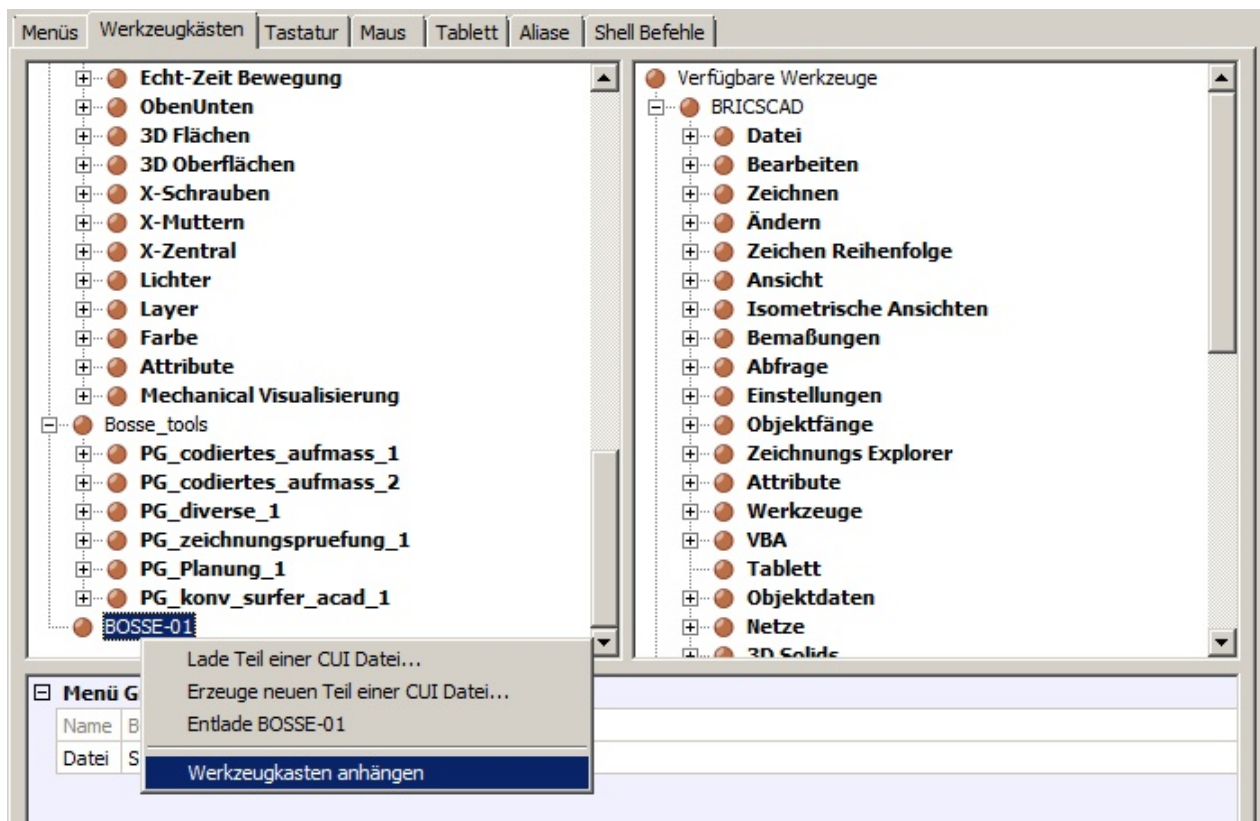 Menüs Werkzeugkästen Tastatur Maus Tablett Aliase Shell Befehle
Echt-Zeit Bewegung
ObenUnten
3D Flächen
3D Oberflächen
X-Schrauben
X-Muttern
X-Zentral
Lichter
Layer
Farbe
Attribute
Mechanical Visualisierung
Bosse_tools
PG_codiertes_aufmass_1
PG_codiertes_aufmass_2
PG_diverse_1
PG_zeichnungspruefung_1
PG_Planung_1
PG_konv_surfer_acad_1
BOSSE-01
Verfügbare Werkzeuge
BRICSCAD
Datei
Bearbeiten
Zeichnen
Ändern
Zeichen Reihenfolge
Ansicht
Isometrische Ansichten
Bemaßungen
Abfrage
Einstellungen
Objektfänge
Zeichnungs Explorer
Attribute
Werkzeuge
VBA
Tablett
Objektdaten
Netze
3D Solids
Lade Teil einer CUI Datei...
Erzeuge neuen Teil einer CUI Datei...
Entlade BOSSE-01
Werkzeugkasten anhängen
Menü G
Name B
Datei S